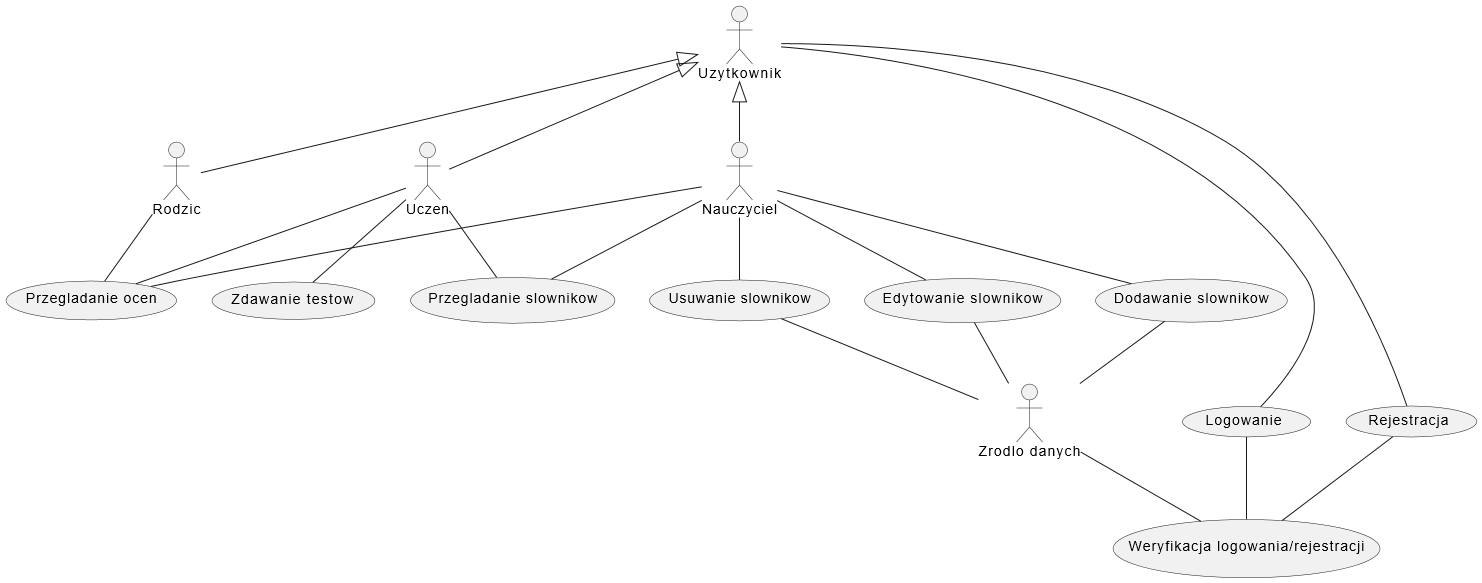 Uzytkownik
Rodzic
Uczen
Nauczyciel
Przegladanie ocen
Zdawanie testow
Przegladanie slownikow
Usuwanie slownikow
Edytowanie slownikow
Dodawanie slownikow
Logowanie
Rejestracja
Zrodlo danych
Weryfikacja logowania/rejestracji